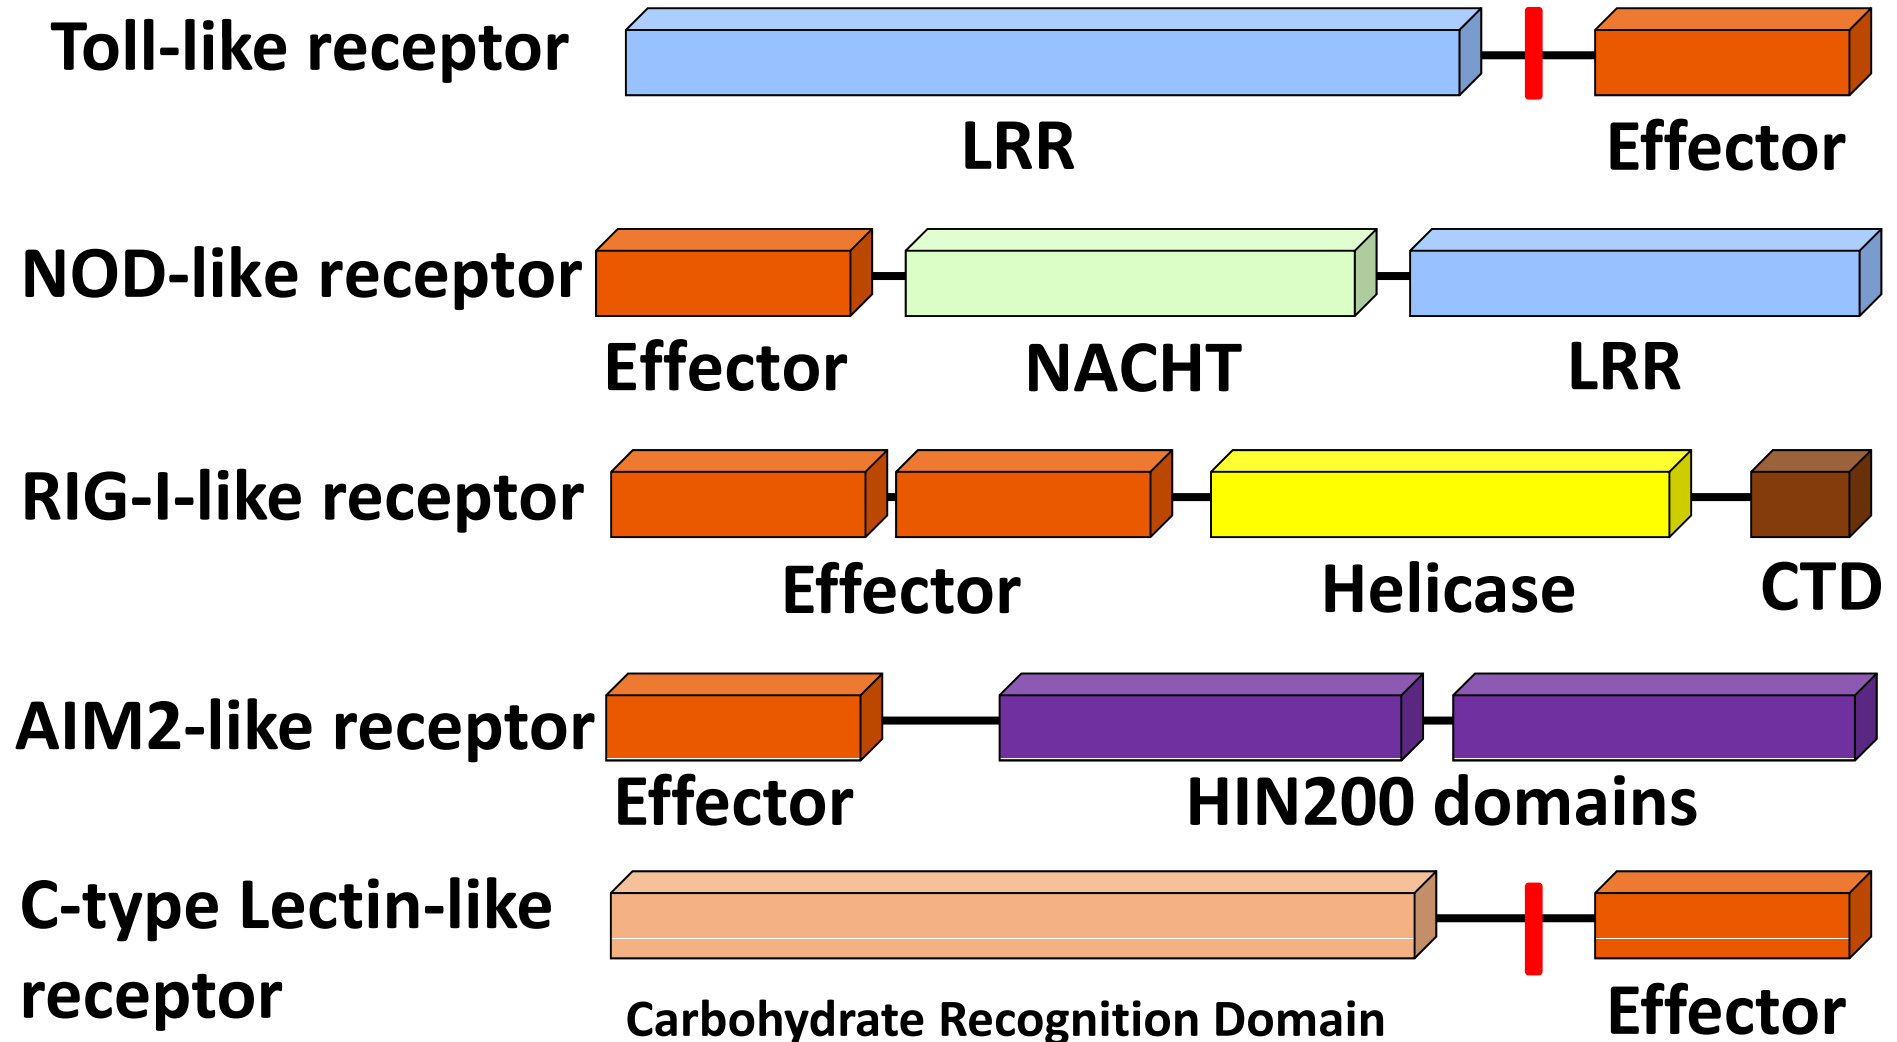 Toll-like receptor
LRR
Effector
NOD-like receptor
Effector
NACHT
LRR
RIG-I-like receptor
Effector
Helicase
CTD
AIM2-like receptor
Effector
HIN200 domains
C-type Lectin-like
receptor
Carbohydrate Recognition Domain
Effector